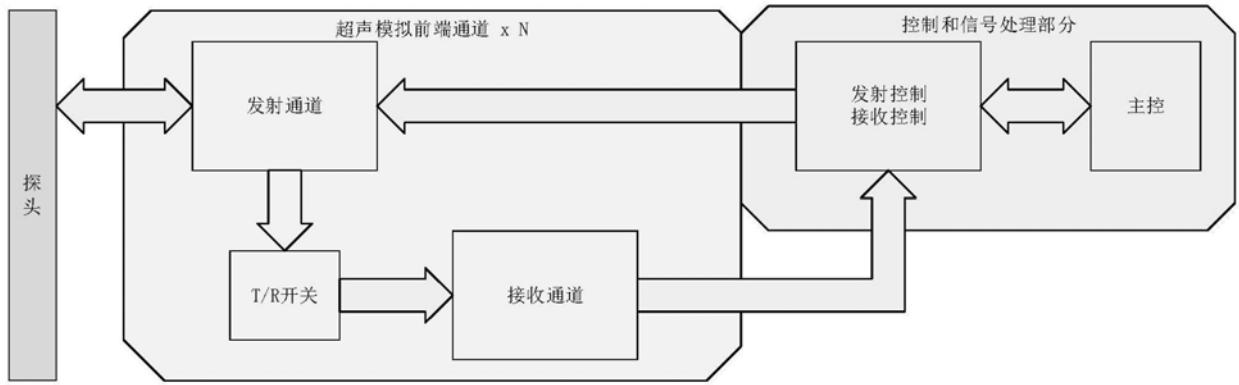 超声模拟前端通道 x N
控制和信号处理部分
发射通道
发射控制
接收控制
主控
探
头
T/R开关
接收通道